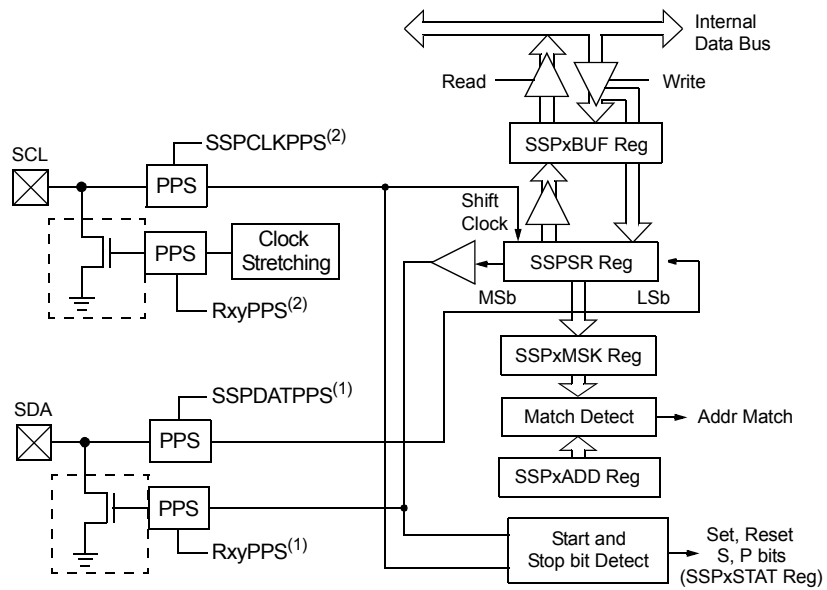 Internal
Data Bus
Read
Write
SSPxBUF Reg
SSPCLKPPS(2)
SCL
PPS
Shift
Clock
PPS
Clock
Stretching
SSPSR Reg
MSb
LSb
RxyPPS(2)
SSPxMSK Reg
SSPDATPPS(1)
SDA
PPS
Match Detect
Addr Match
SSPxADD Reg
PPS
RxyPPS(1)
Start and
Stop bit Detect
Set, Reset
S, P bits
(SSPxSTAT Reg)